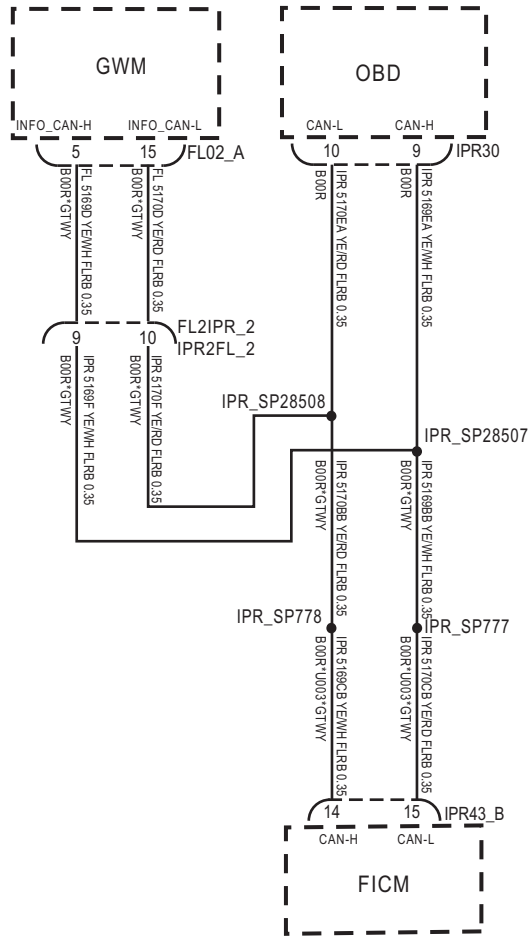 GWM
OBD
INFO_CAN-H INFO_CAN-L
CAN-L CAN-H
5 15 FL02_A
10 9 IPR30
B00R*GTWY
FL 5169D YE/WH FLRB 0.35
B00R*GTWY
FL 5170D YE/RD FLRB 0.35
B00R
IPR 5170EA YE/RD FLRB 0.35
B00R
IPR 5169EA YE/WH FLRB 0.35
FL2IPR_2
9 10 IPR2FL_2
B00R*GTWY
IPR 5169F YE/WH FLRB 0.35
B00R*GTWY
IPR 5170F YE/RD FLRB 0.35
IPR_SP28508
IPR_SP28507
B00R*GTWY
IPR 5170BB YE/RD FLRB 0.35
B00R*GTWY
IPR 5169BB YE/WH FLRB 0.35
IPR_SP778
IPR_SP777
B00R*U003*GTWY
IPR 5169CB YE/WH FLRB 0.35
B00R*U003*GTWY
IPR 5170CB YE/RD FLRB 0.35
14 15 IPR43_B
CAN-H CAN-L
FICM